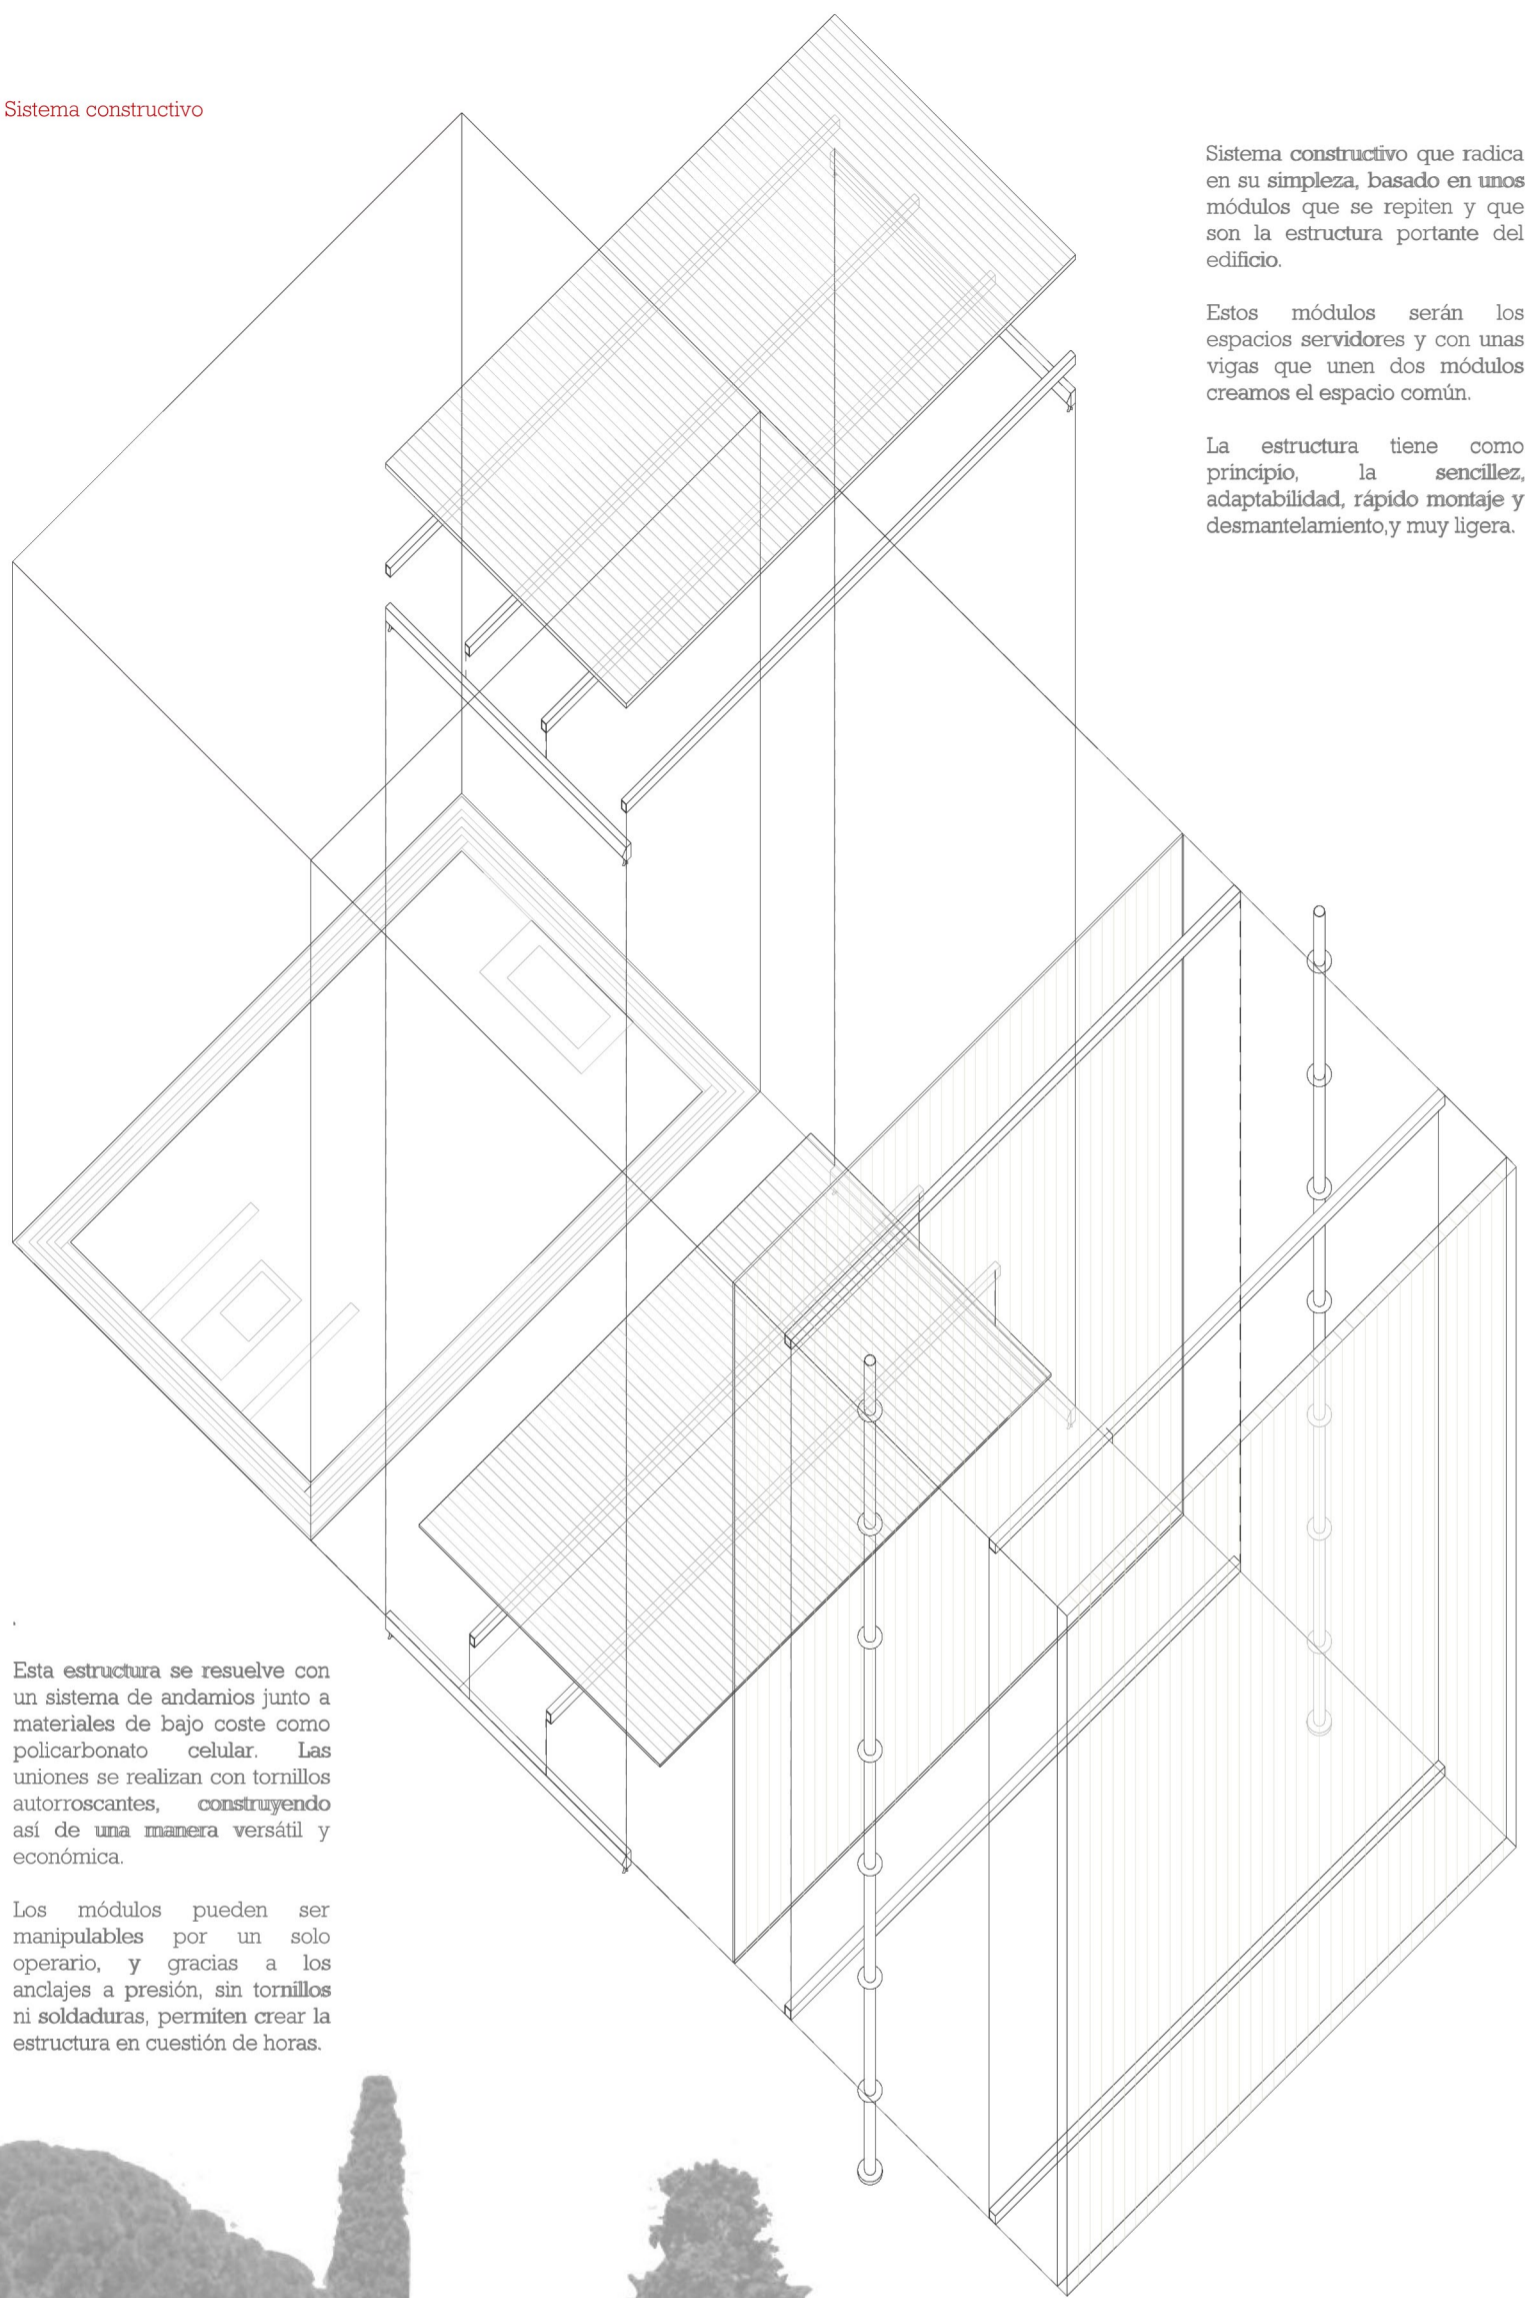 Sistema constructivo
Sistema constructivo que radica
en su simpleza, basado en unos
módulos que se repiten y que
son la estructura portante del
edificio.
Estos módulos serán los
espacios servidores y con unas
vigas que unen dos módulos
creamos el espacio común.
La estructura tiene como
principio, la sencillez,
adaptabilidad, rápido montaje y
desmantelamiento,y muy ligera.
.
Esta estructura se resuelve con
un sistema de andamios junto a
materiales de bajo coste como
policarbonato celular. Las
uniones se realizan con tornillos
autorroscantes, construyendo
así de una manera versátil y
económica.
Los módulos pueden ser
manipulables por un solo
operario, y gracias a los
anclajes a presión, sin tornillos
ni soldaduras, permiten crear la
estructura en cuestión de horas.